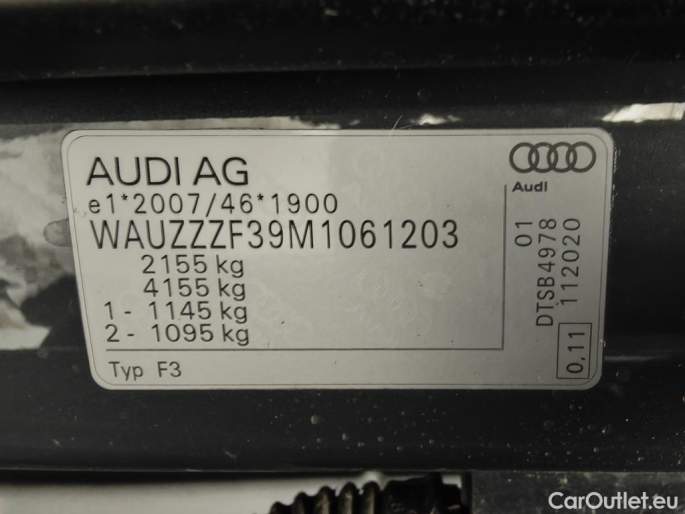 AUDI AG
Audi
e1*2007/46*1900
WAUZZZF39M1061203
2155 kg
4155 kg
1 - 1145 kg
2 - 1095 kg
Typ F3
01
DTSB4978
112020
0,11
CarOutlet.eu